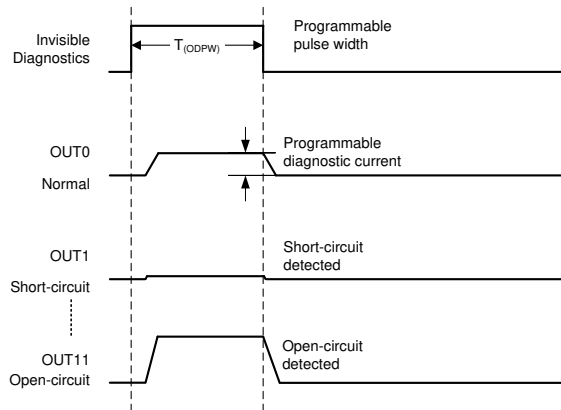 Invisible
Diagnostics
T(ODPW)
Programmable
pulse width
OUT0
Normal
Programmable
diagnostic current
OUT1
Short-circuit
Short-circuit
detected
OUT11
Open-circuit
Open-circuit
detected